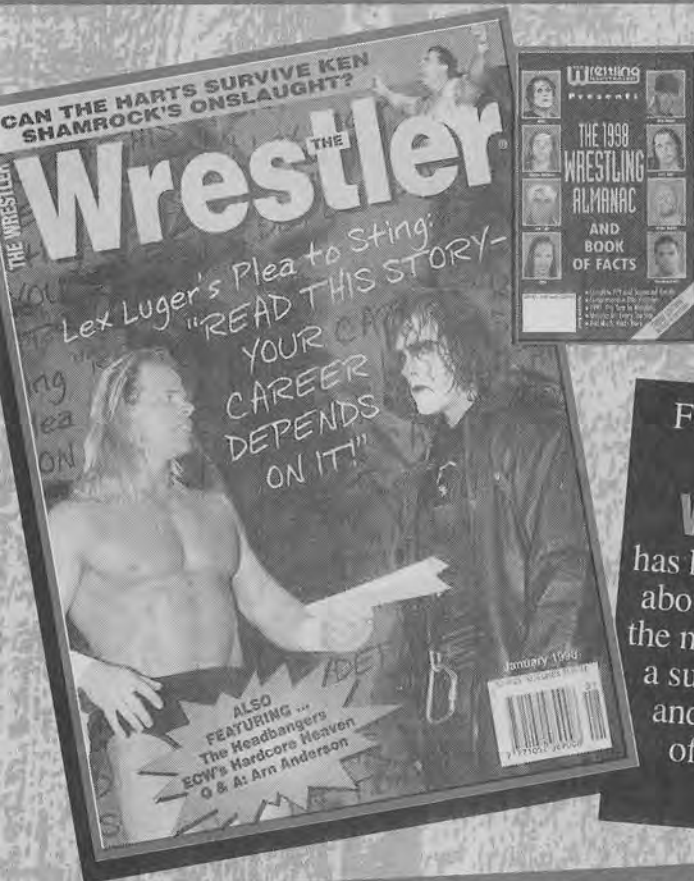 CAN THE HARTS SURVIVE KEN
SHAMROCK'S ONSLAUGHT?
THE WRESTLER
THE
Wrestler
Lex Luger's Plea to Sting:
"READ THIS STORY-
YOUR
CAREER
DEPENDS
ON IT!"
January 1998
ALSO
FEATURING ...
The Headbangers
ECW's Hardcore Heaven
Q & A: Arn Anderson
Wrestling
Presents
THE 1998
WRESTLING
ALMANAC
AND
BOOK
OF FACTS
F
W
has
abo
the
a su
and
of